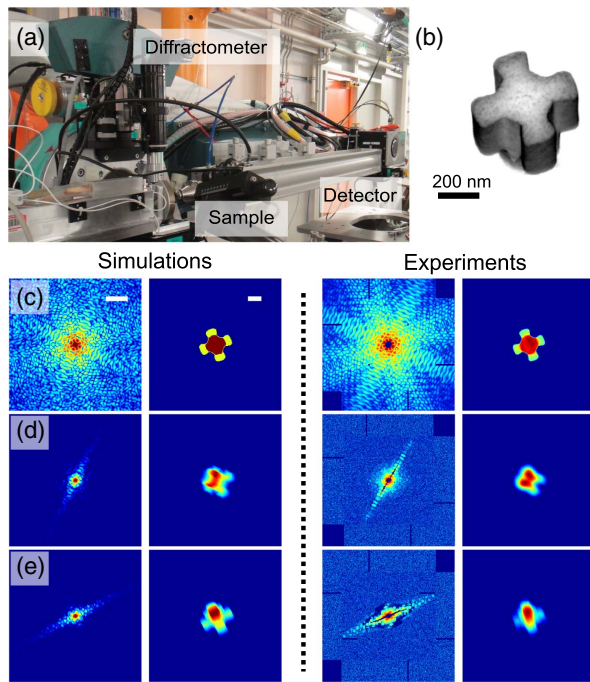 (a)
Diffractometer
Sample
Detector
(b)
200 nm
Simulations
Experiments
(c)
(d)
(e)